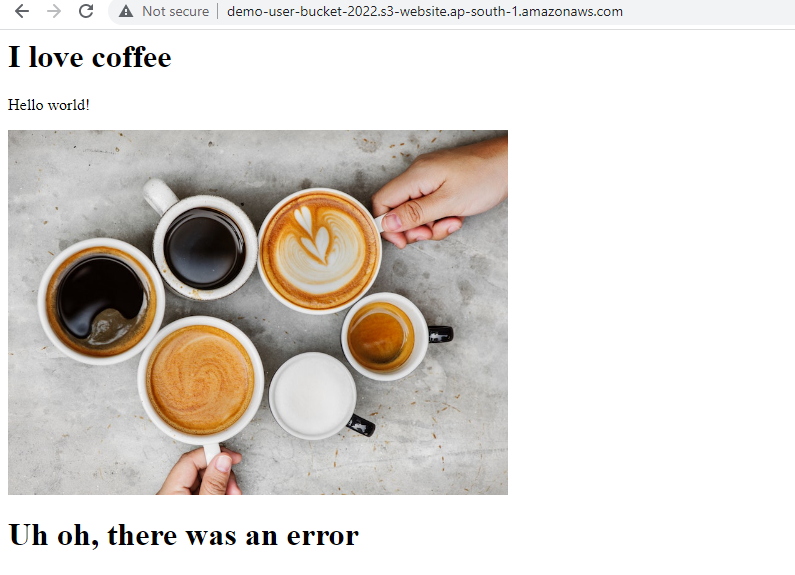 Not secure | demo-user-bucket-2022.s3-website.ap-south-1.amazonaws.com
I love coffee
Hello world!
Uh oh, there was an error